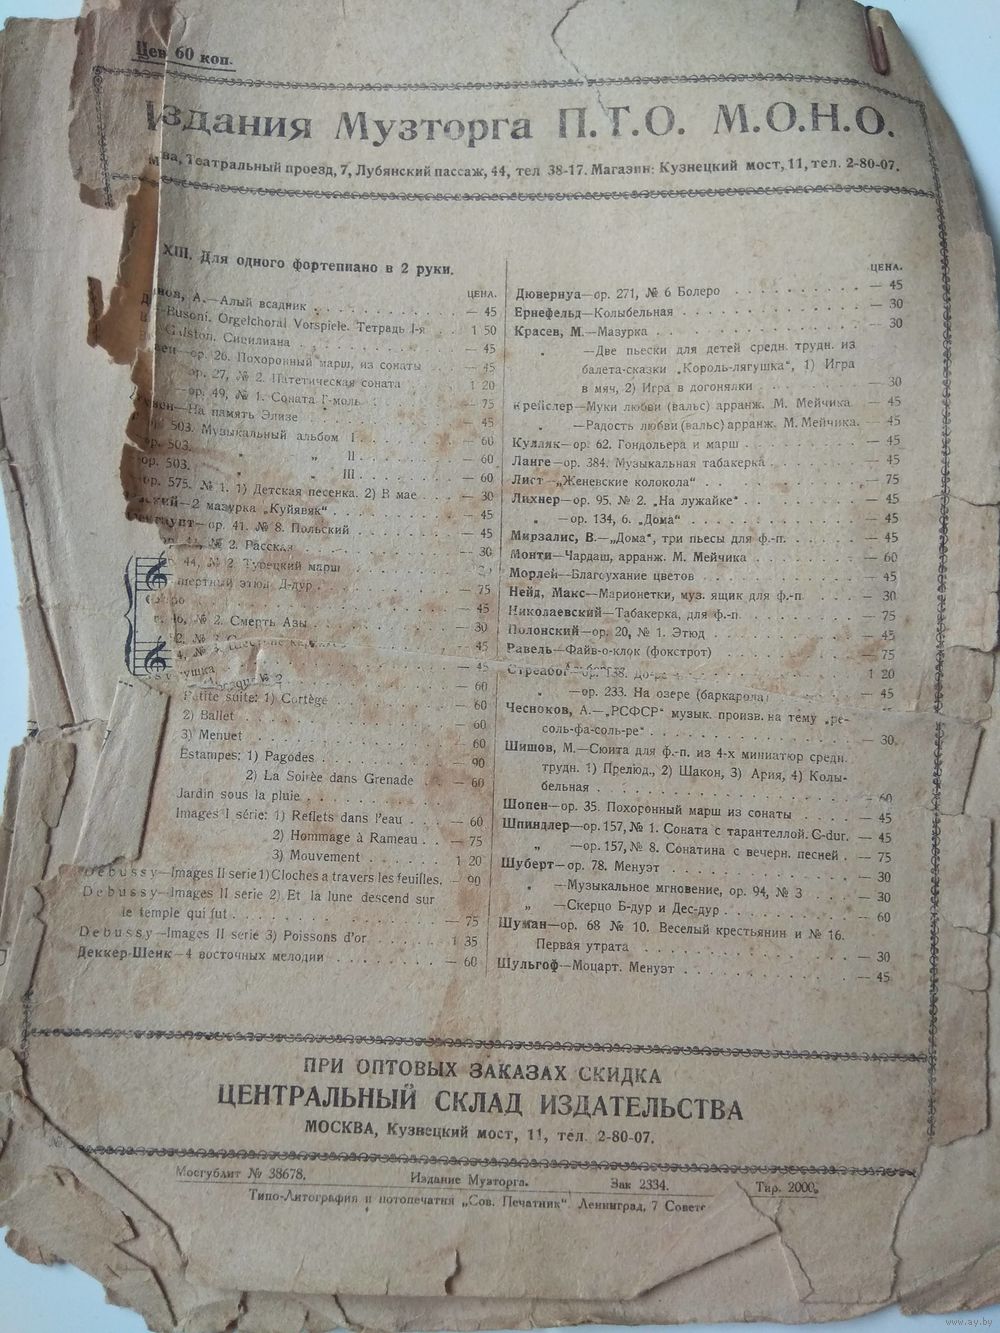 Цен 60 коп.
Издания Музторга П.Т.О. М.О.Н.О.
Театральный проезд, 7, Лубянский пассаж, 44, тел 38-17. Магазин: Кузнецкий мост, 11, тел. 2-80-07.
XIII. Для одного фортепиано в 2 руки.
ЦЕНА.
А.—Алый всадник — 45
Busoni. Orgelchoral Vorspiele. Тетрадь I-я 1 50
Galston. Сицилиана — 45
ор. 26. Похоронный марш, из сонаты — 45
ор. 27, № 2. Патетическая соната 1 20
ор. 49, № 1. Соната Г-моль — 75
На память Элизе — 45
503. Музыкальный альбом I — 60
ор. 503. „ „ II — 60
ор. 503. „ III — 60
ор. 575. № 1. 1) Детская песенка. 2) В мае — 30
2 мазурка „Куйявяк“ — 45
ор. 41. № 8. Польский — 45
№ 2. Рассказ — 30
44, № 2 Турецкий марш
этюд Д-дур — 75
— 45
№ 2. Смерть Азы — 30
— 45
— 45
№ 2 — 60
Petite suite: 1) Cortège 60
2) Ballet — 60
3) Menuet 60
Estampes: 1) Pagodes — 90
2) La Soirèe dans Grenade — 60
Jardin sous la pluie
Images I série: 1) Reflets dans l'eau — 60
2) Hommage à Rameau — 75
3) Mouvement 1 20
Debussy—Images II serie 1) Cloches a travers les feuilles. — 90
Debussy—Images II serie 2) Et la lune descend sur
le temple qui fut — 75
Debussy—Images II serie 3) Poissons d'or 1 35
Деккер-Шенк—4 восточных мелодии — 60
ЦЕНА.
Дювернуа—ор. 271, № 6 Болеро — 45
Ернефельд—Колыбельная — 30
Красев, М.—Мазурка — 30
„ —Две пьески для детей средн. трудн. из
балета-сказки „Король-лягушка“, 1) Игра
в мяч, 2) Игра в догонялки — 30
Крейслер—Муки любви (вальс) арранж. М. Мейчика — 45
„ —Радость любви (вальс) арранж. М. Мейчика. — 45
Кулляк—ор. 62. Гондольера и марш — 45
Ланге—ор. 384. Музыкальная табакерка — 45
Лист—„Женевские колокола“ — 75
Лихнер—ор. 95. № 2. „На лужайке“ — 45
„ —ор. 134, 6. „Дома“ — 45
Мирзалис, В.—„Дома“, три пьесы для ф.-п. — 45
Монти—Чардаш, арранж. М. Мейчика — 60
Морлей—Благоухание цветов — 45
Нейд, Макс—Марионетки, муз. ящик для ф.-п. — 30
Николаевский—Табакерка, для ф.-п. — 75
Полонский—ор. 20, № 1. Этюд — 45
Равель—Файв-о-клок (фокстрот) — 75
Стреабог 1 20
„ —ор. 233. На озере (баркарола) — 45
Чесноков, А.—„РСФСР“ музык. произв. на тему „ре-
соль-фа-соль-ре“ — 30
Шишов, М.—Сюита для ф.-п. из 4-х миниатюр средн.
трудн. 1) Прелюд., 2) Шакон, 3) Ария, 4) Колы-
бельная — 60
Шопен—ор. 35. Похоронный марш из сонаты — 45
Шпиндлер—ор. 157, № 1. Соната с тарантеллой. G-dur. — 45
„ —ор. 157, № 8. Сонатина с вечерн. песней — 75
Шуберт—ор. 78. Менуэт — 30
„ —Музыкальное мгновение, ор. 94, № 3 — 30
„ —Скерцо Б-дур и Дес-дур — 60
Шуман—ор. 68 № 10. Веселый крестьянин и № 16.
Первая утрата — 30
Шульгоф—Моцарт. Менуэт — 45
ПРИ ОПТОВЫХ ЗАКАЗАХ СКИДКА
ЦЕНТРАЛЬНЫЙ СКЛАД ИЗДАТЕЛЬСТВА
МОСКВА, Кузнецкий мост, 11, тел. 2-80-07.
Мосгублит № 38678. Издание Музторга. Зак 2334. Тир. 2000.
Типо-Литография и нотопечатня „Сов. Печатник“ Ленинград, 7 Советс
www.ay.by